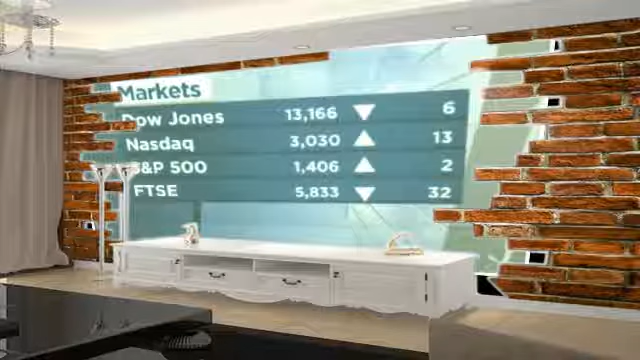 Markets
Dow Jones 13,166 ▼ 6
Nasdaq 3,030 ▲ 13
S&P 500 1,406 ▲ 2
FTSE 5,833 ▼ 32